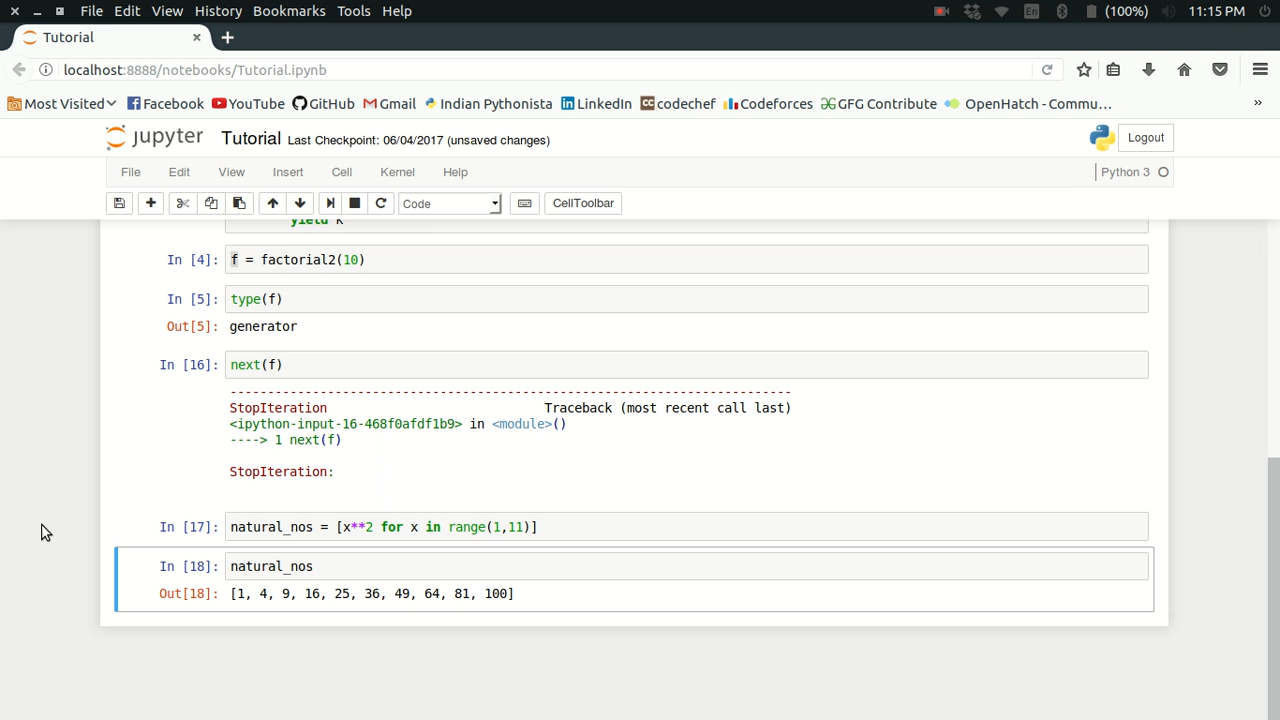 File Edit View History Bookmarks Tools Help En (100%) 11:15 PM
Tutorial
localhost:8888/notebooks/Tutorial.ipynb
Most Visited Facebook YouTube GitHub Gmail Indian Pythonista LinkedIn codechef Codeforces GFG Contribute OpenHatch - Commu... »
jupyter Tutorial Last Checkpoint: 06/04/2017 (unsaved changes) Logout
File Edit View Insert Cell Kernel Help Python 3
Code CellToolbar
yield k
In [4]: f = factorial2(10)
In [5]: type(f)
Out[5]: generator
In [16]: next(f)
---------------------------------------------------------------------------
StopIteration Traceback (most recent call last)
<ipython-input-16-468f0afdf1b9> in <module>()
----> 1 next(f)
StopIteration:
In [17]: natural_nos = [x**2 for x in range(1,11)]
In [18]: natural_nos
Out[18]: [1, 4, 9, 16, 25, 36, 49, 64, 81, 100]